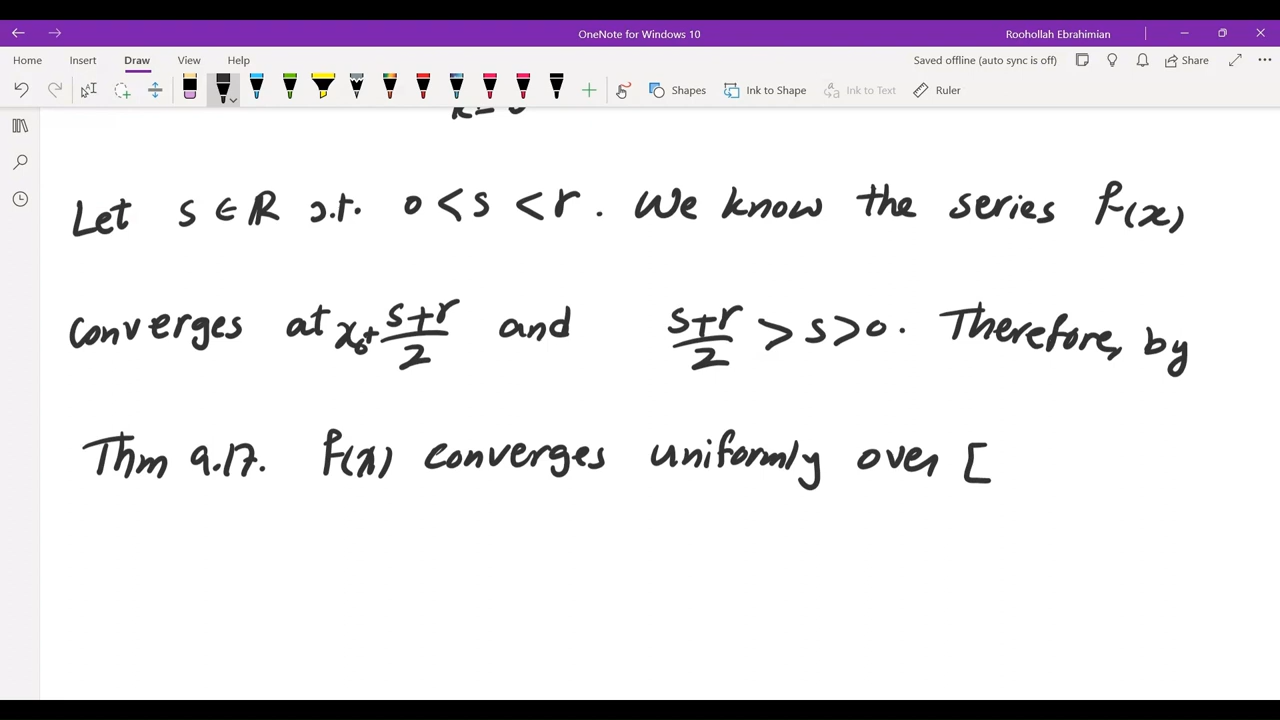 OneNote for Windows 10
Roohollah Ebrahimian
Home Insert Draw View Help
Saved offline (auto sync is off) Share
Shapes Ink to Shape Ink to Text Ruler
Let s ∈ ℝ s.t. 0 < s < r. We know the series f(x)
converges at x₀ + (s+r)/2 and (s+r)/2 > s > 0. Therefore, by
Thm 9.17. f(x) converges uniformly over [